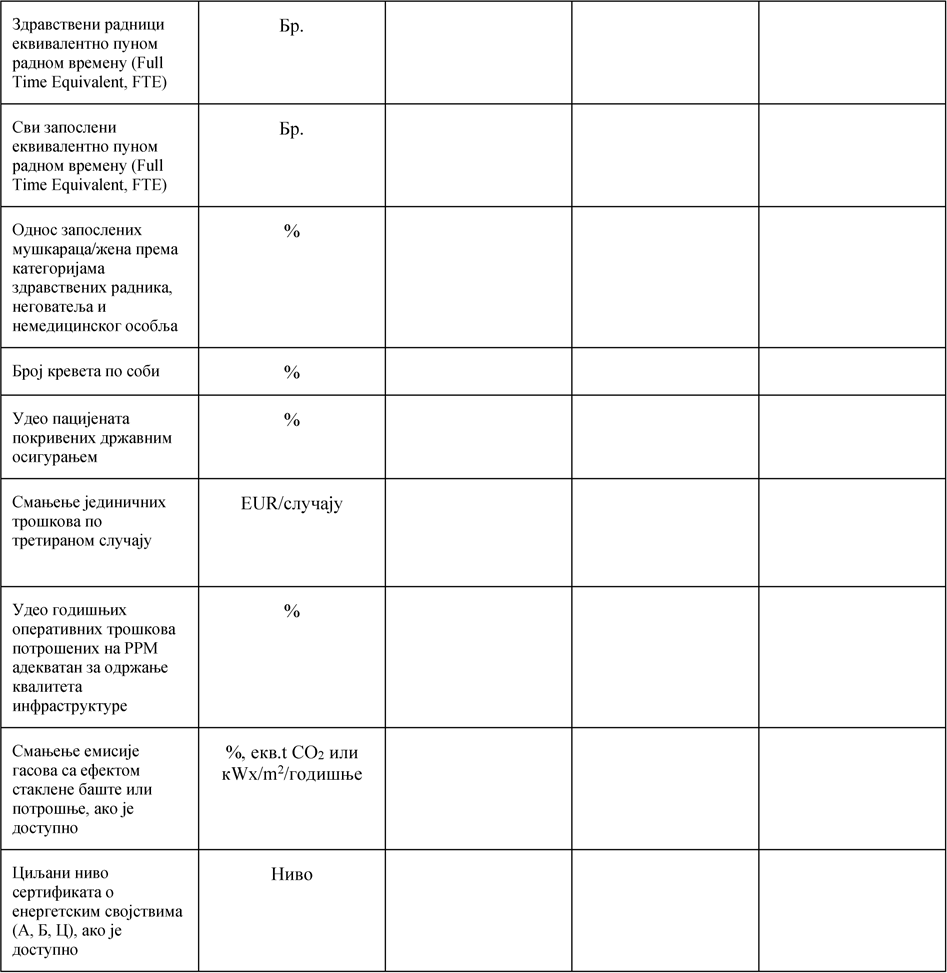 Здравствени радници
еквивалентно пуном
радном времену (Full
Time Equivalent, FTE)
Бр.
Сви запослени
еквивалентно пуном
радном времену (Full
Time Equivalent, FTE)
Бр.
Однос запослених
мушкараца/жена према
категоријама
здравствених радника,
неговатеља и
немедицинског особља
%
Број кревета по соби
%
Удео пацијената
покривених државним
осигурањем
%
Смањење јединичних
трошкова по
третираном случају
EUR/случају
Удео годишњих
оперативних трошкова
потрошених на PPM
адекватан за одржање
квалитета
инфраструктуре
%
Смањење емисије
гасова са ефектом
стаклене баште или
потрошње, ако је
доступно
%, екв.t CO₂ или
кWх/m²/годишње
Циљани ниво
сертификата о
енергетским својствима
(А, Б, Ц), ако је
доступно
Ниво